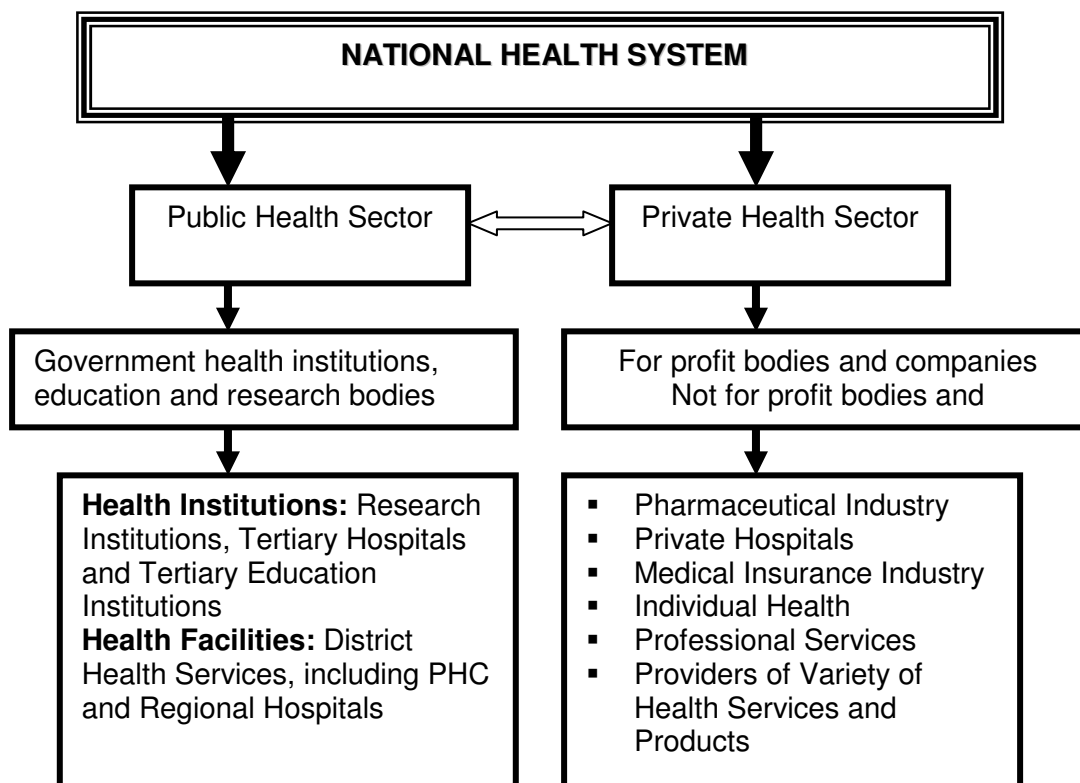 NATIONAL HEALTH SYSTEM
Public Health Sector
Private Health Sector
Government health institutions,
education and research bodies
For profit bodies and companies
Not for profit bodies and
Health Institutions: Research
Institutions, Tertiary Hospitals
and Tertiary Education
Institutions
Health Facilities: District
Health Services, including PHC
and Regional Hospitals
▪ Pharmaceutical Industry
▪ Private Hospitals
▪ Medical Insurance Industry
▪ Individual Health
▪ Professional Services
▪ Providers of Variety of
Health Services and
Products